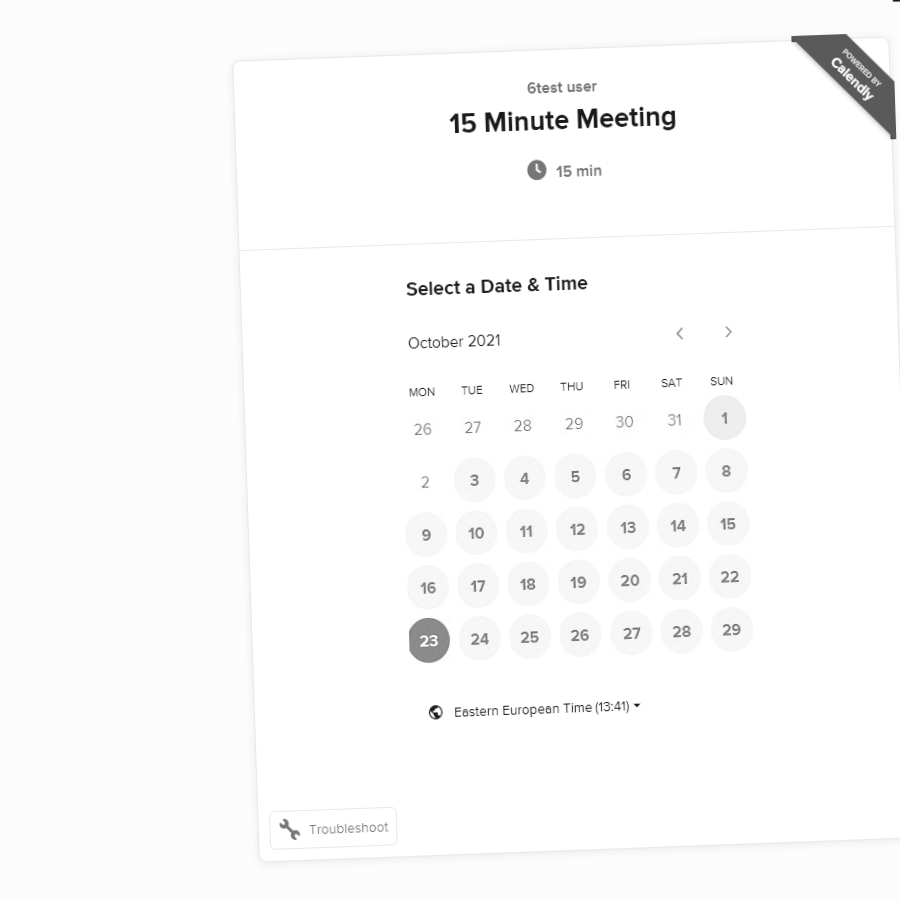 POWERED BY
Calendly
6test user
15 Minute Meeting
15 min
Select a Date & Time
October 2021
MON TUE WED THU FRI SAT SUN
26 27 28 29 30 31 1
2 3 4 5 6 7 8
9 10 11 12 13 14 15
16 17 18 19 20 21 22
23 24 25 26 27 28 29
Eastern European Time (13:41)
Troubleshoot